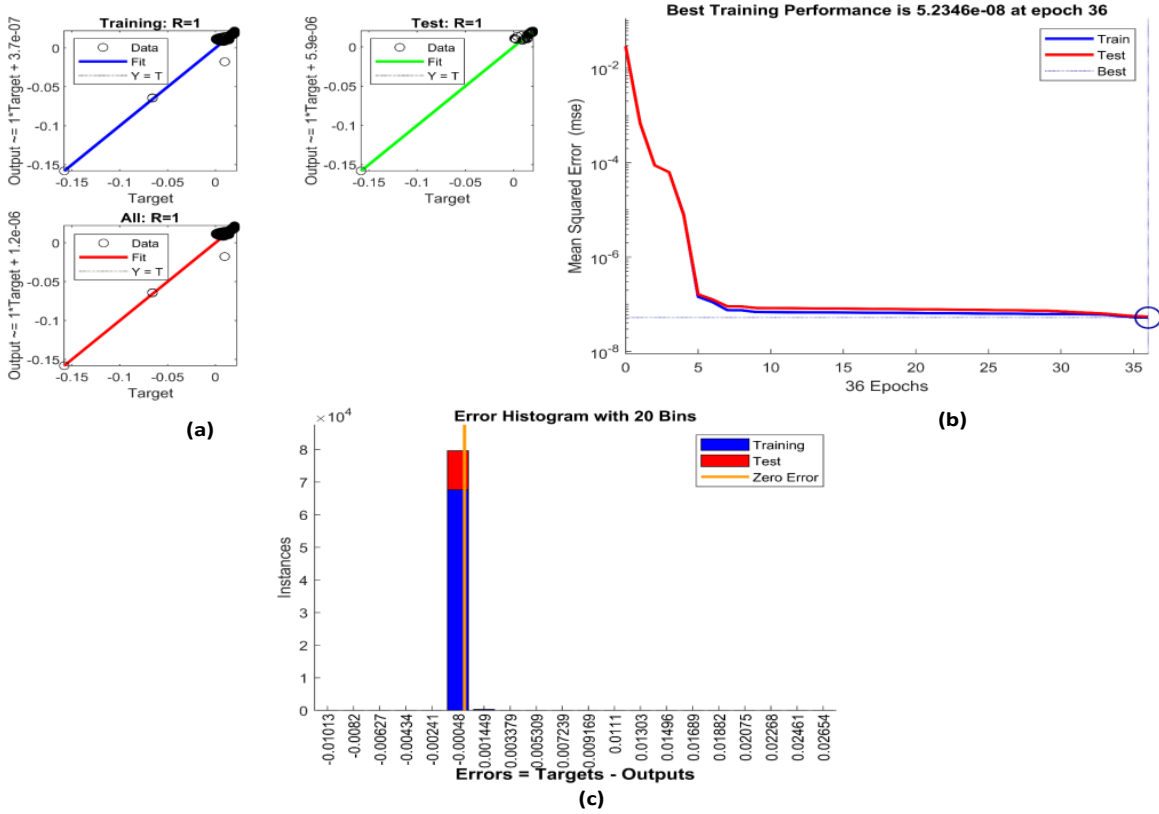 Training: R=1
Output ~= 1*Target + 3.7e-07
0
-0.05
-0.1
-0.15
Data
Fit
Y = T
-0.15 -0.1 -0.05 0
Target
Test: R=1
Output ~= 1*Target + 5.9e-06
0
-0.05
-0.1
-0.15
Data
Fit
Y = T
-0.15 -0.1 -0.05 0
Target
All: R=1
Output ~= 1*Target + 1.2e-06
0
-0.05
-0.1
-0.15
Data
Fit
Y = T
-0.15 -0.1 -0.05 0
Target
(a)
Best Training Performance is 5.2346e-08 at epoch 36
Mean Squared Error (mse)
10-2
10-4
10-6
10-8
Train
Test
Best
0 5 10 15 20 25 30 35
36 Epochs
(b)
Error Histogram with 20 Bins
×104
Instances
8
7
6
5
4
3
2
1
0
Training
Test
Zero Error
-0.01013 -0.0082 -0.00627 -0.00434 -0.00241 -0.00048 0.001449 0.003379 0.005309 0.007239 0.009169 0.0111 0.01303 0.01496 0.01689 0.01882 0.02075 0.02268 0.02461 0.02654
Errors = Targets - Outputs
(c)